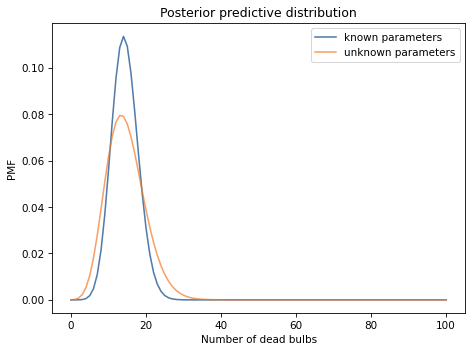 Posterior predictive distribution
known parameters
unknown parameters
PMF
0.10
0.08
0.06
0.04
0.02
0.00
0 20 40 60 80 100
Number of dead bulbs